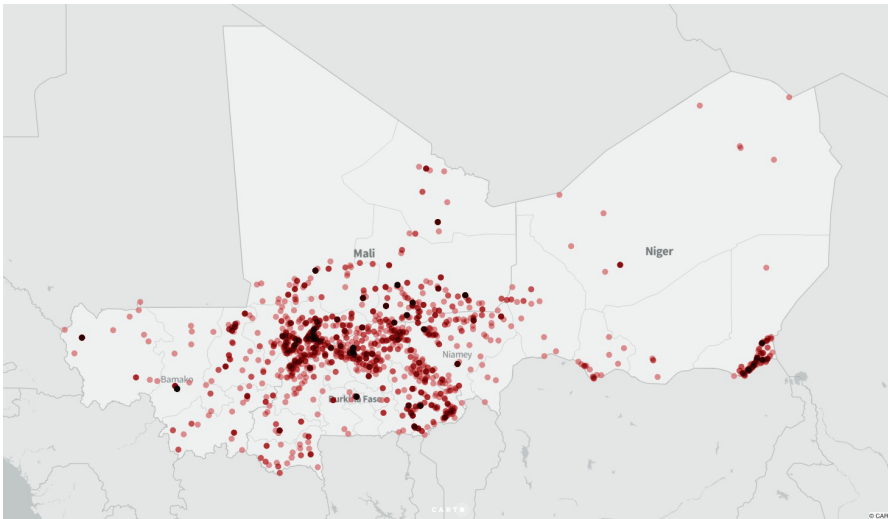 Mali
Niger
Niamey
Bamako
Burkina Faso
CARTO
© CAR